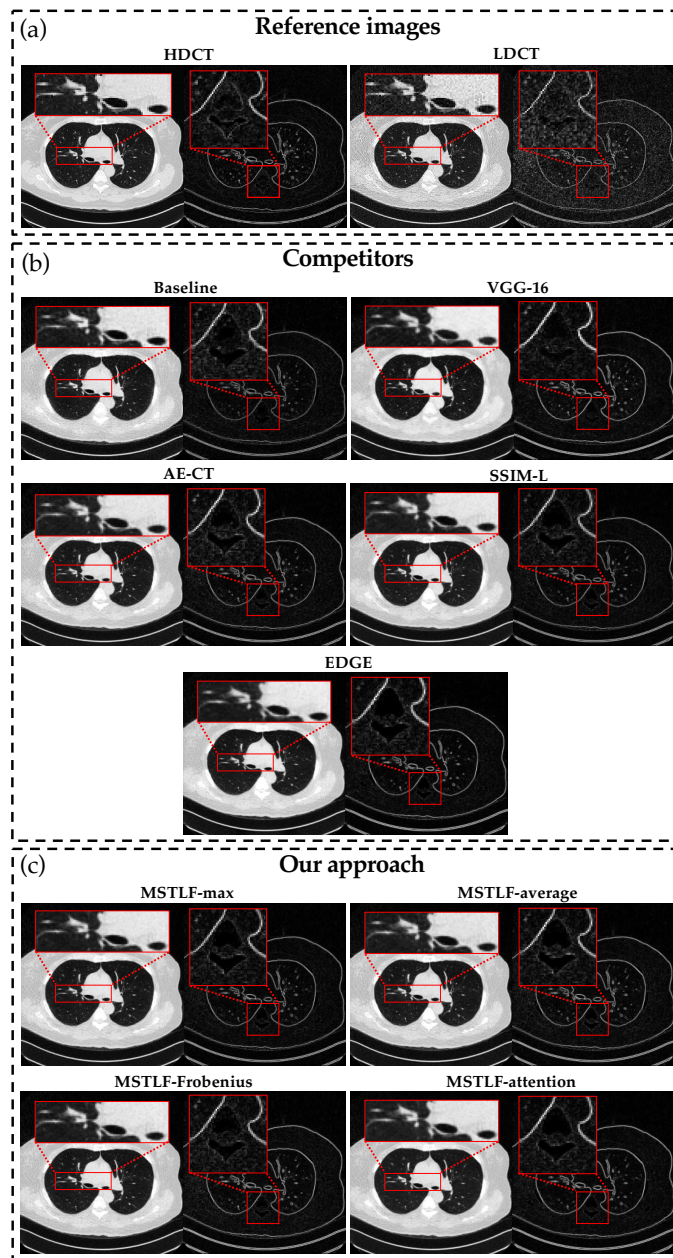 (a)
Reference images
HDCT
LDCT
(b)
Competitors
Baseline
VGG-16
AE-CT
SSIM-L
EDGE
(c)
Our approach
MSTLF-max
MSTLF-average
MSTLF-Frobenius
MSTLF-attention